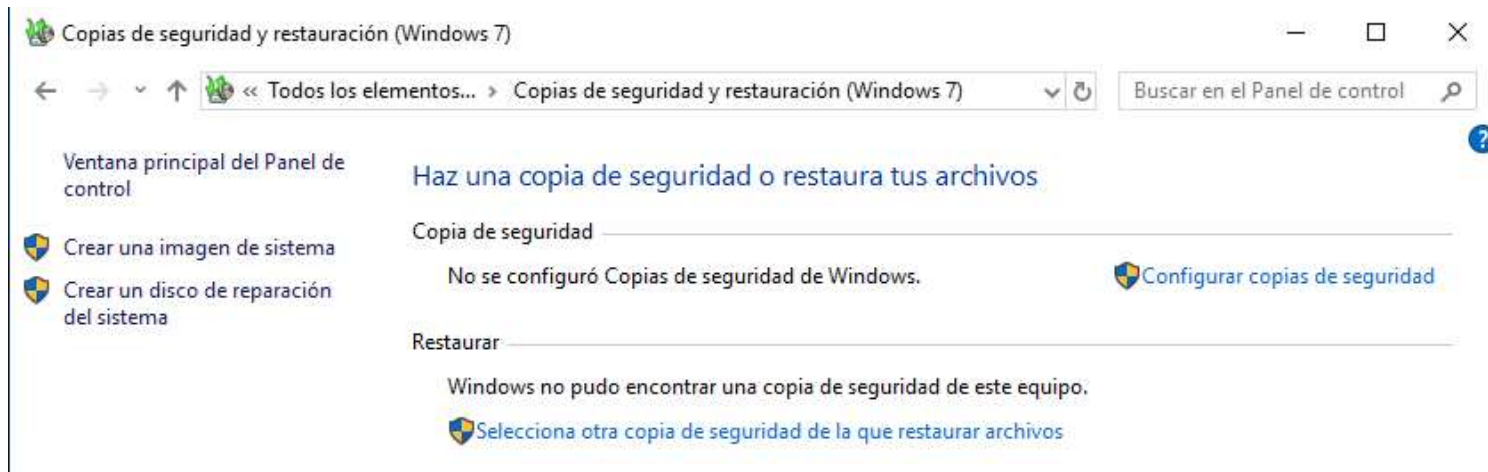 Copias de seguridad y restauración (Windows 7)
« Todos los elementos... › Copias de seguridad y restauración (Windows 7)
Buscar en el Panel de control
?
Ventana principal del Panel de
control
Crear una imagen de sistema
Crear un disco de reparación
del sistema
Haz una copia de seguridad o restaura tus archivos
Copia de seguridad
No se configuró Copias de seguridad de Windows.
Configurar copias de seguridad
Restaurar
Windows no pudo encontrar una copia de seguridad de este equipo.
Selecciona otra copia de seguridad de la que restaurar archivos